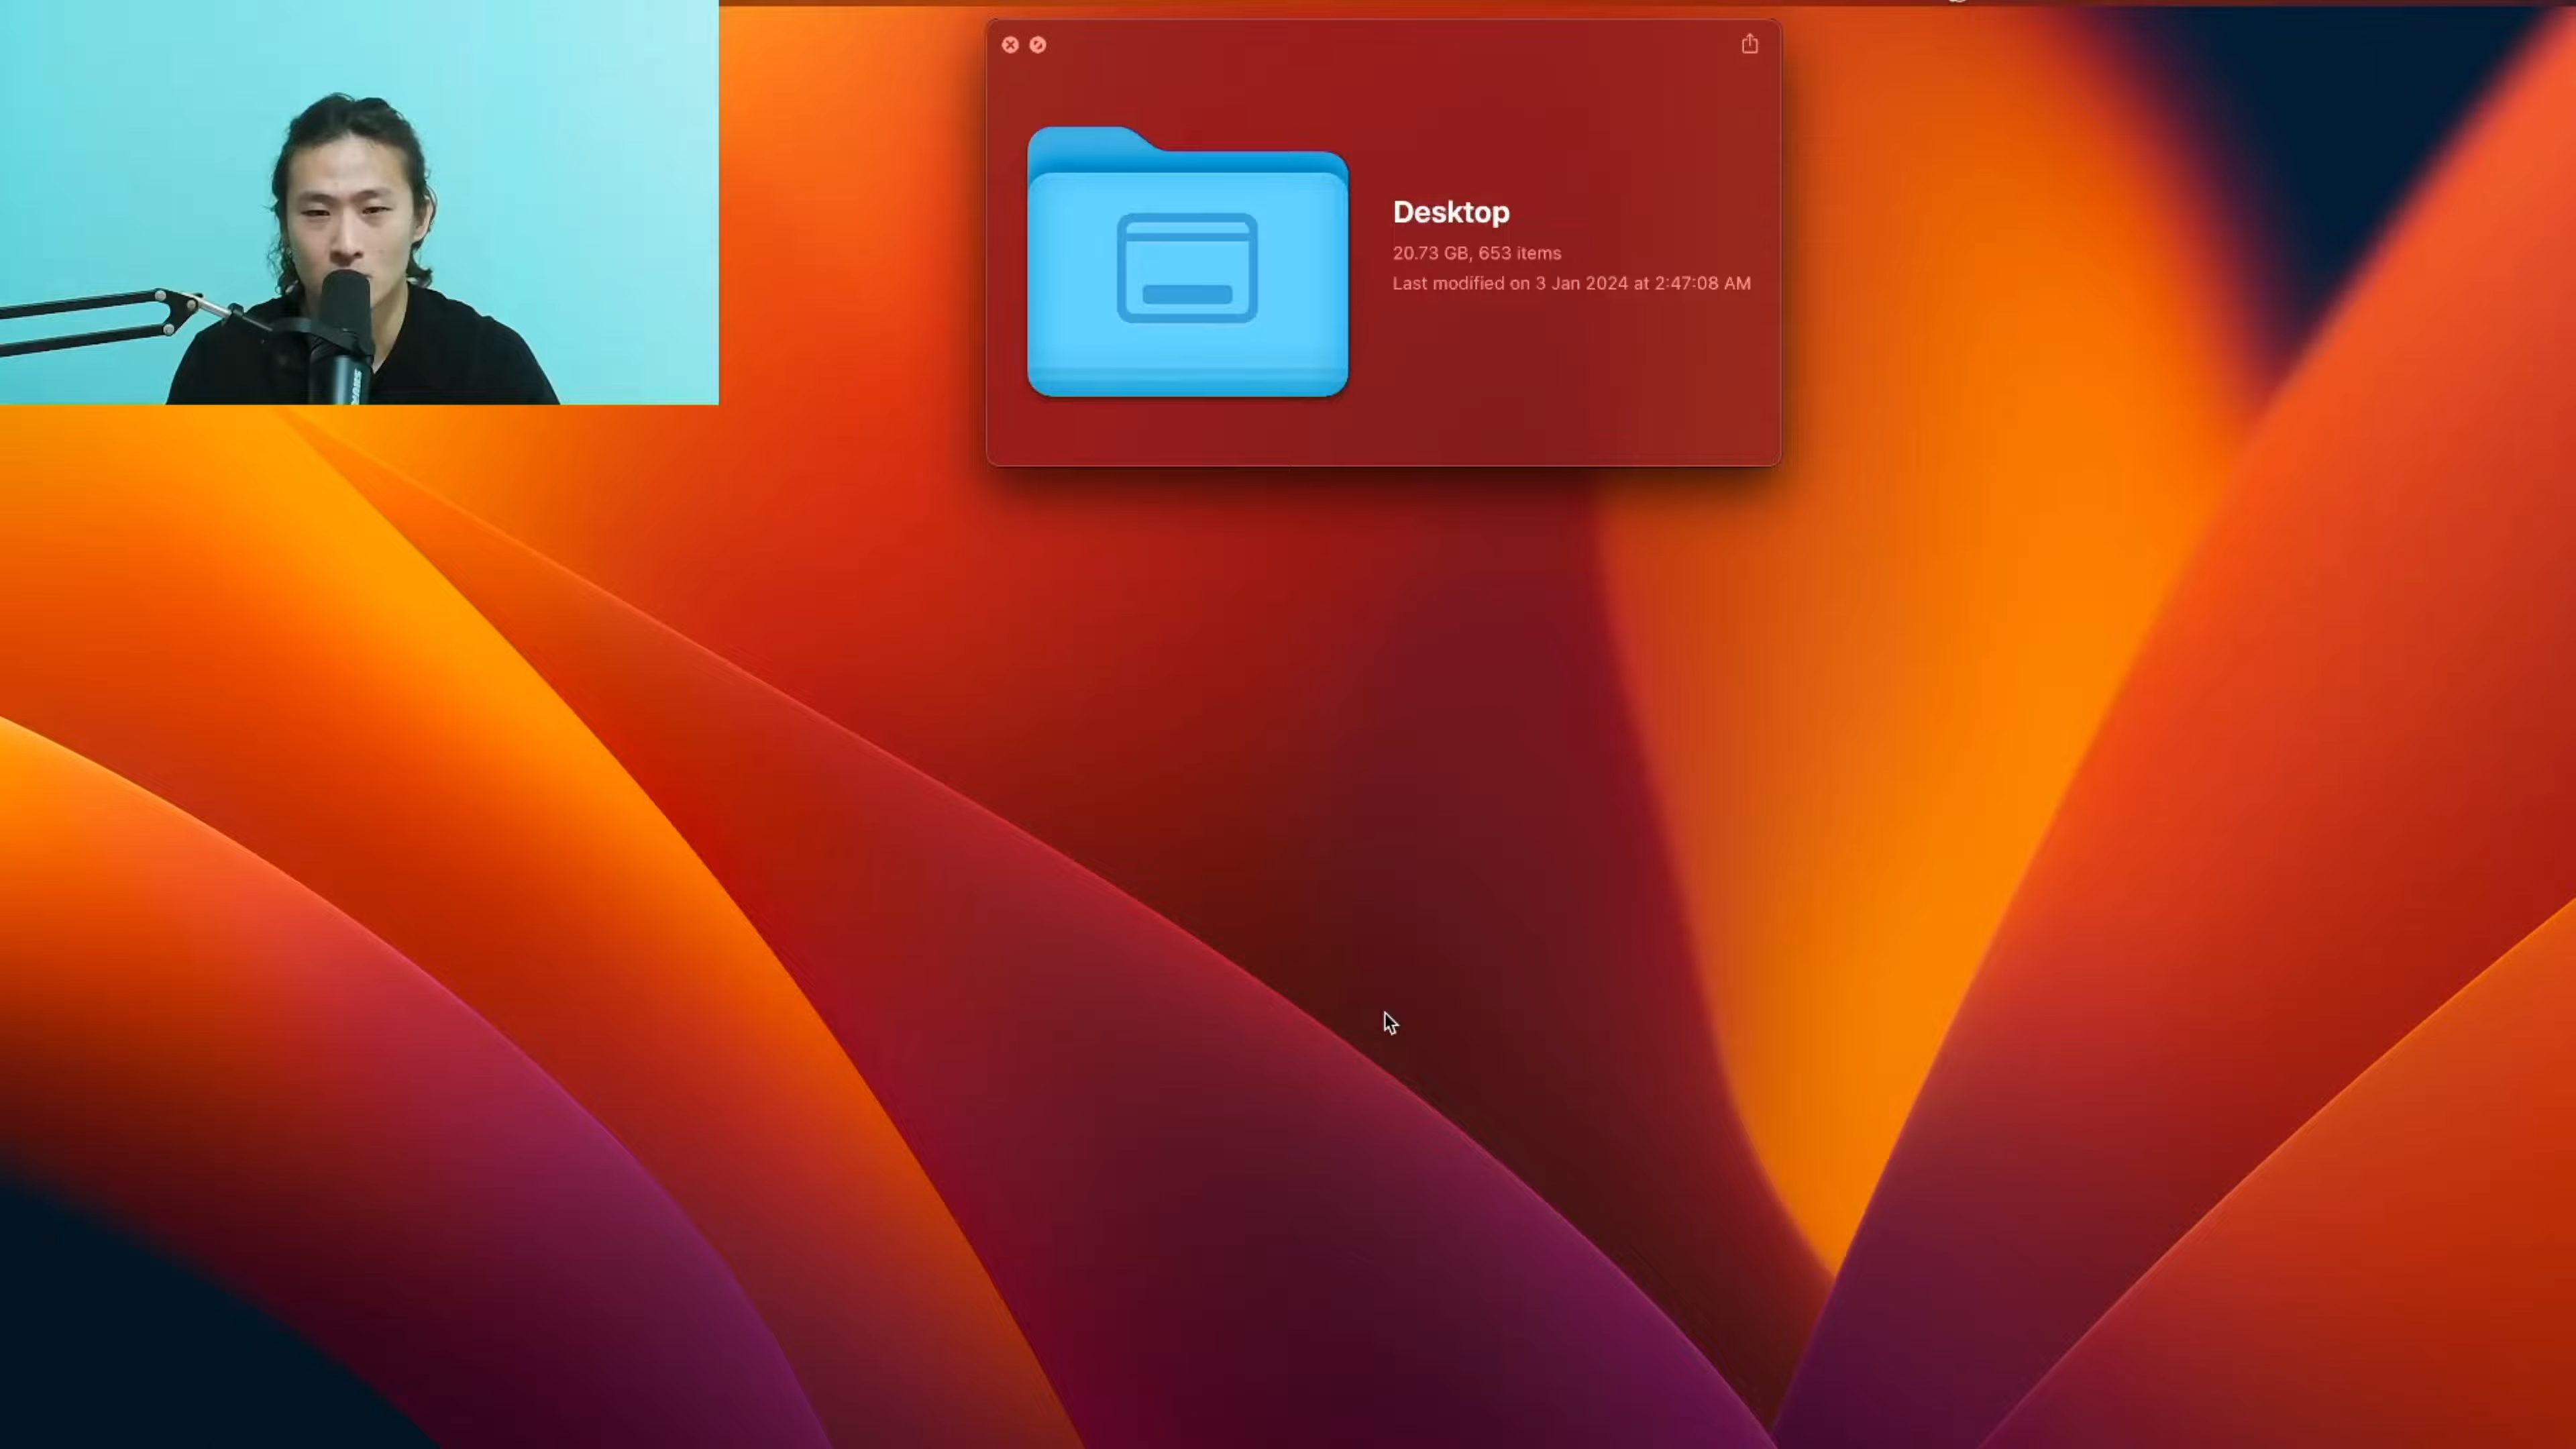 Desktop
20.73 GB, 653 items
Last modified on 3 Jan 2024 at 2:47:08 AM